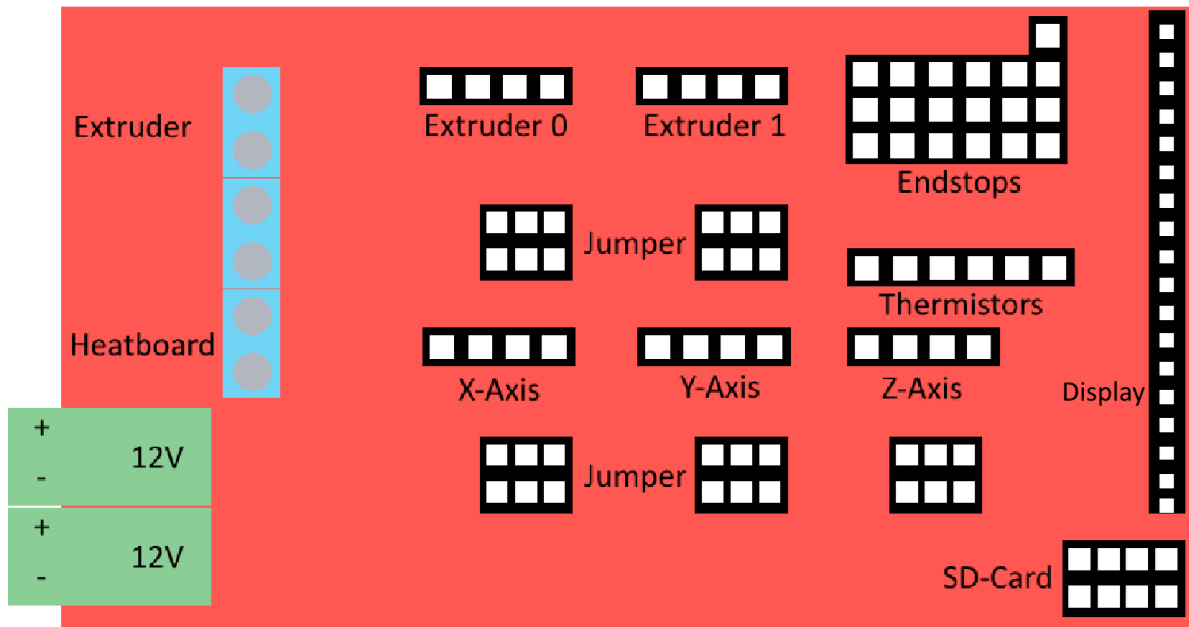 Extruder
Extruder 0
Extruder 1
Endstops
Jumper
Thermistors
Heatboard
X-Axis
Y-Axis
Z-Axis
Display
+
12V
-
Jumper
+
12V
-
SD-Card